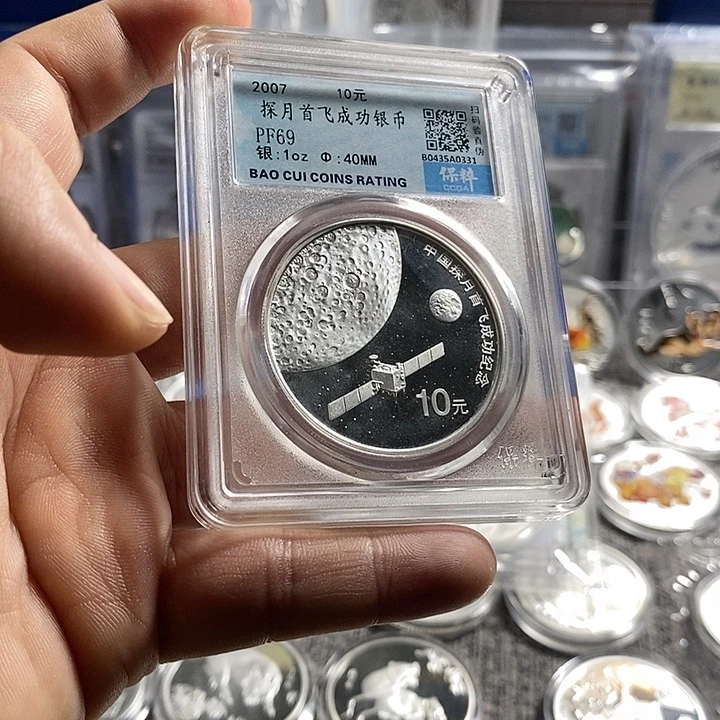 2007 10元
探月首飞成功银币
PF69
银:1oz Φ:40MM
BAO CUI COINS RATING
扫码验真伪
B0435A0331
保粹
CCGA
中国探月首飞成功纪念
10元